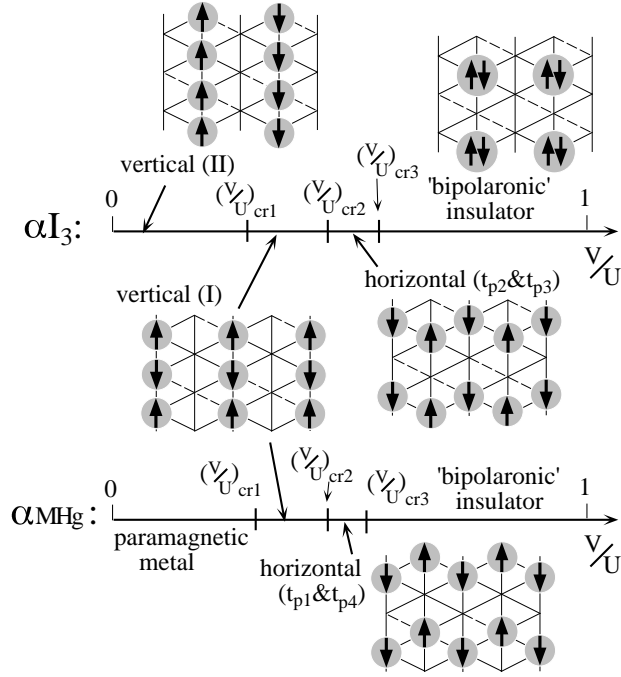 vertical (II)
'bipolaronic'
insulator
0
(V/U)cr1
(V/U)cr2
(V/U)cr3
1
αI₃:
V/U
vertical (I)
horizontal (tp2&tp3)
0
(V/U)cr1
(V/U)cr2
(V/U)cr3
'bipolaronic'
insulator
1
αMHg:
V/U
paramagnetic
metal
horizontal
(tp1&tp4)